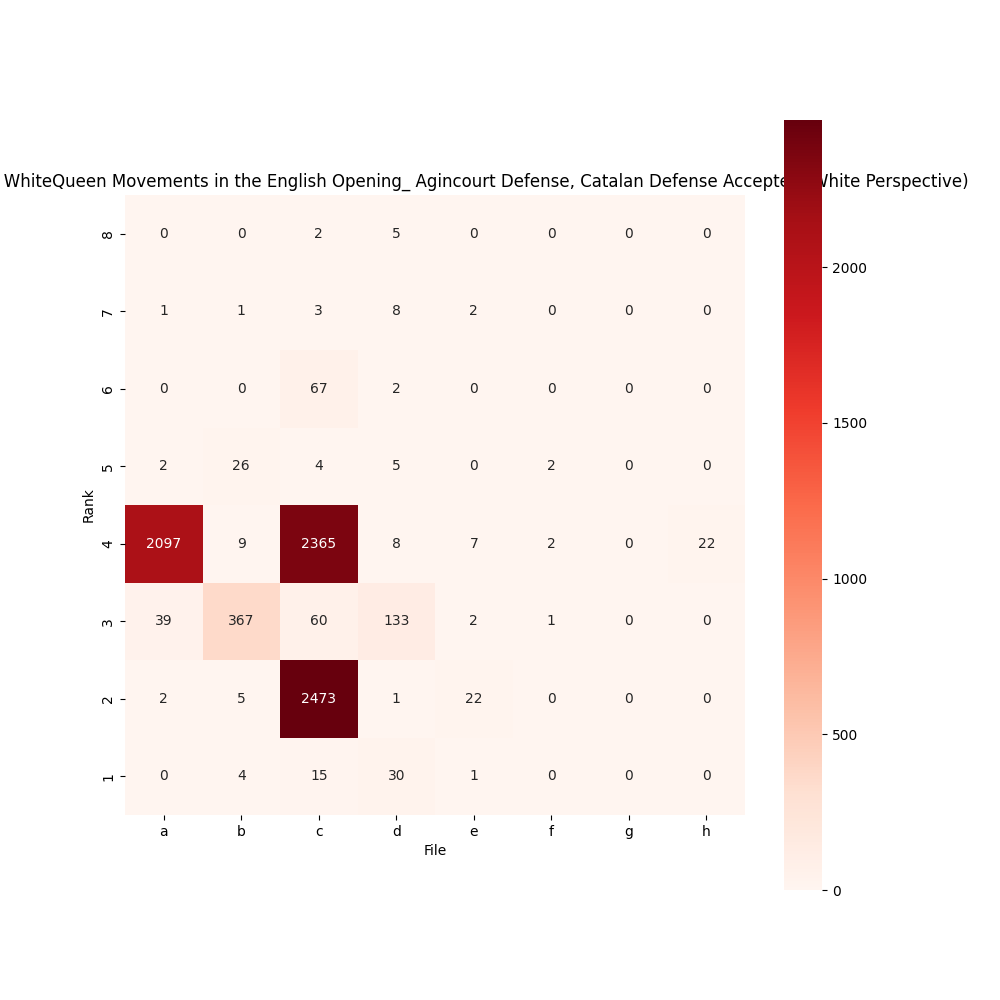 WhiteQueen Movements in the English Opening_ Agincourt Defense, Catalan Defense Accepte hite Perspective)
8 0 0 2 5 0 0 0 0
7 1 1 3 8 2 0 0 0
6 0 0 67 2 0 0 0 0
5 2 26 4 5 0 2 0 0
4 2097 9 2365 8 7 2 0 22
3 39 367 60 133 2 1 0 0
2 2 5 2473 1 22 0 0 0
1 0 4 15 30 1 0 0 0
a b c d e f g h
Rank
File
2000
1500
1000
500
0